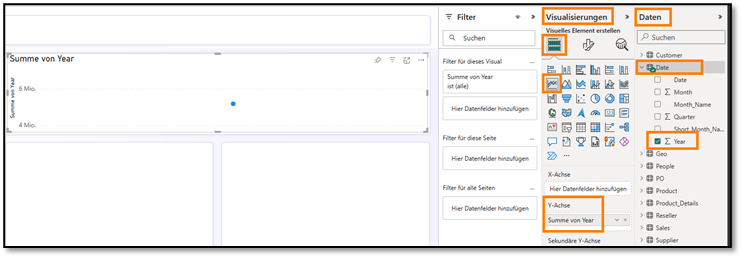 Summe von Year
Summe von Year
6 Mio.
4 Mio.
Filter
Suchen
Filter für dieses Visual
Summe von Year
ist (alle)
Hier Datenfelder hinzufügen
Filter für diese Seite
Hier Datenfelder hinzufügen
Filter für alle Seiten
Hier Datenfelder hinzufügen
Visualisierungen
Visuelles Element erstellen
X-Achse
Hier Datenfelder hinzufügen
Y-Achse
Summe von Year
Sekundäre Y-Achse
Daten
Suchen
Customer
Date
Date
Month
Month_Name
Quarter
Short_Month_Na...
Year
Geo
People
PO
Product
Product_Details
Reseller
Sales
Supplier